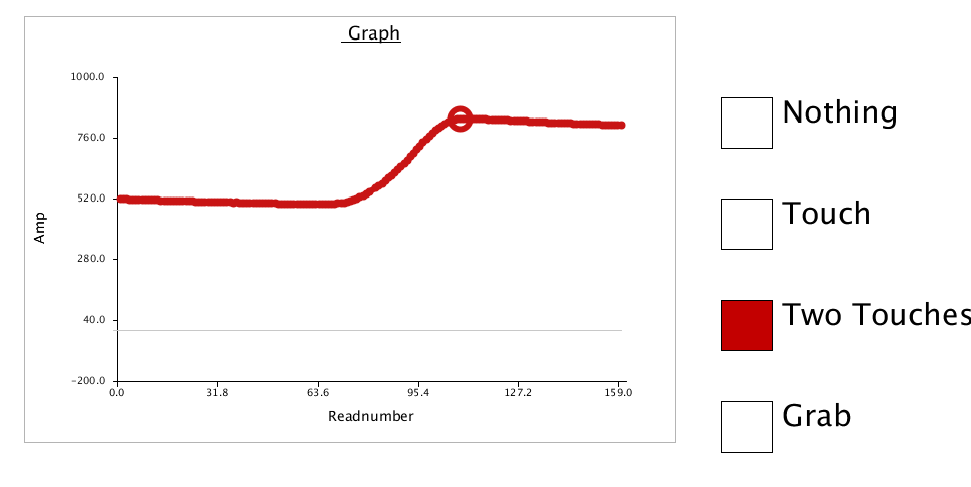 Graph
1000.0
760.0
520.0
280.0
40.0
-200.0
Amp
0.0 31.8 63.6 95.4 127.2 159.0
Readnumber
Nothing
Touch
Two Touches
Grab